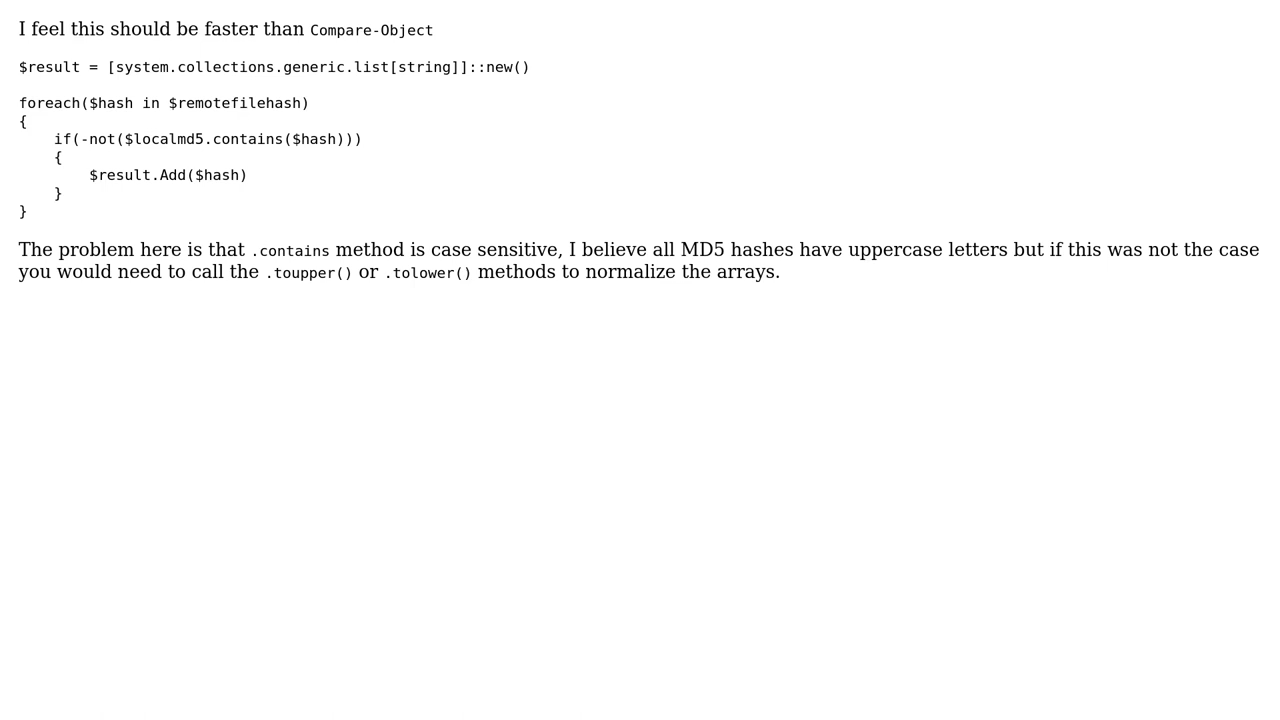 I feel this should be faster than Compare-Object
$result = [system.collections.generic.list[string]]::new()
foreach($hash in $remotefilehash)
{
    if(-not($localmd5.contains($hash)))
    {
        $result.Add($hash)
    }
}
The problem here is that .contains method is case sensitive, I believe all MD5 hashes have uppercase letters but if this was not the case
you would need to call the .toupper() or .tolower() methods to normalize the arrays.